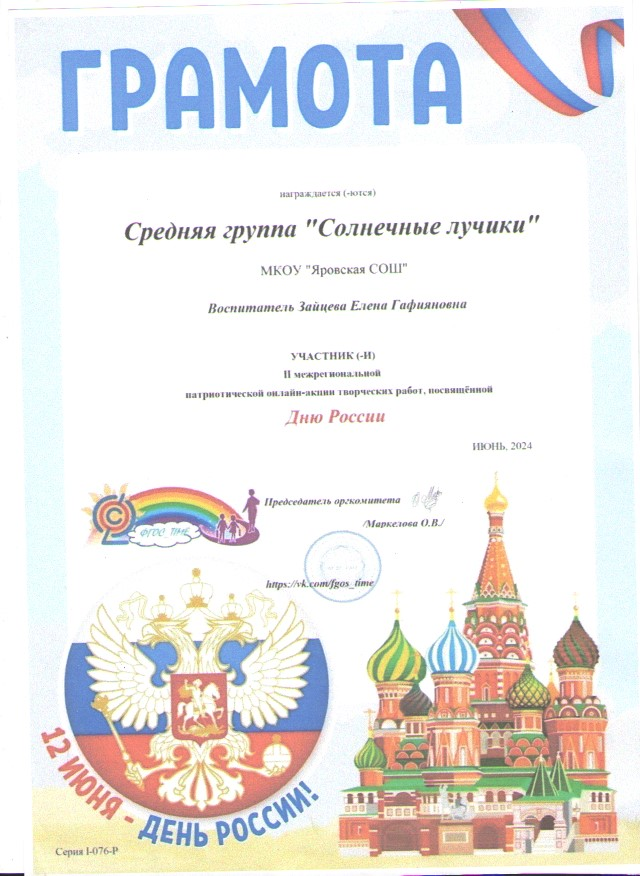 ГРАМОТА
награждается (-ются)
Средняя группа "Солнечные лучики"
МКОУ "Яровская СОШ"
Воспитатель Зайцева Елена Гафияновна
УЧАСТНИК (-И)
II межрегиональной
патриотической онлайн-акции творческих работ, посвящённой
Дню России
ИЮНЬ, 2024
Председатель оргкомитета
/Маркелова О.В./
ФГОС TIME
https://vk.com/fgos_time
12 ИЮНЯ - ДЕНЬ РОССИИ!
Серия I-076-Р